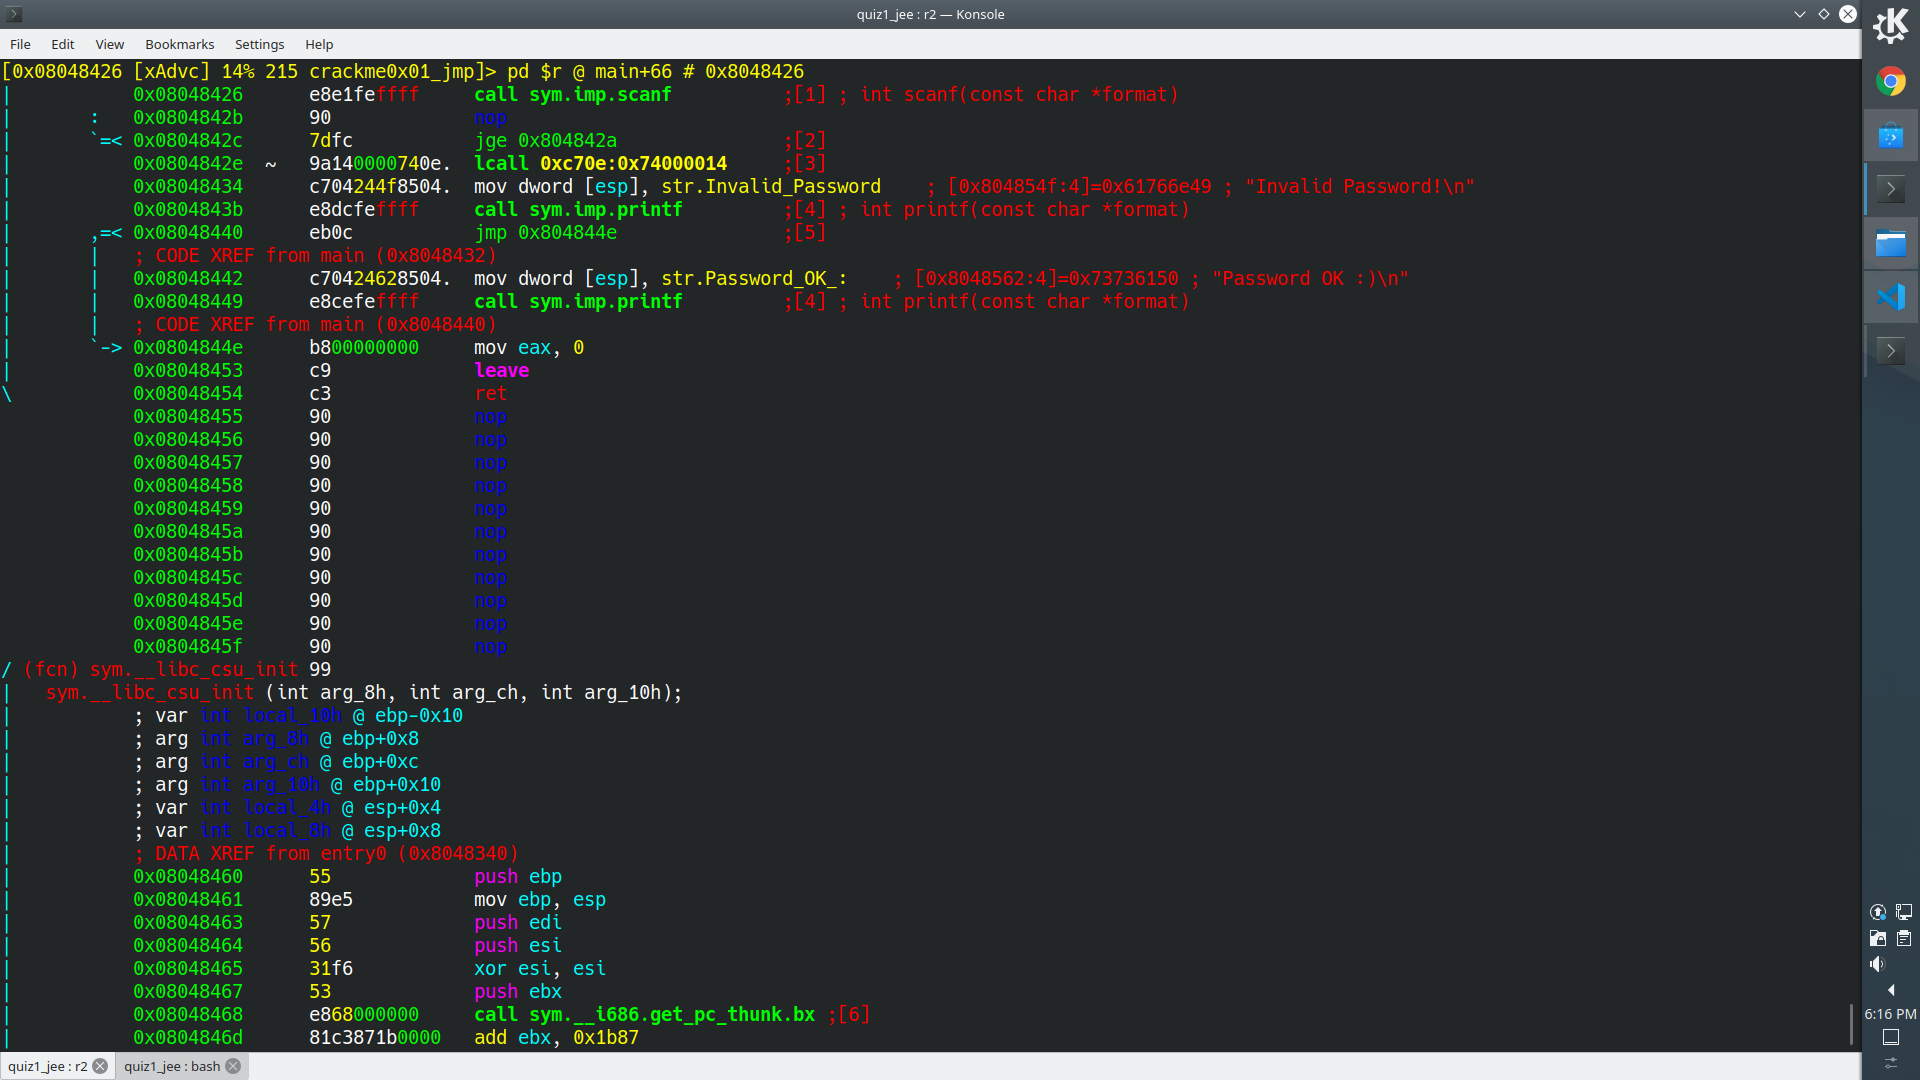 quiz1_jee : r2 — Konsole
File Edit View Bookmarks Settings Help
[0x08048426 [xAdvc] 14% 215 crackme0x01_jmp]> pd $r @ main+66 # 0x8048426
| 0x08048426 e8e1feffff call sym.imp.scanf ;[1] ; int scanf(const char *format)
| : 0x0804842b 90 nop
| `=< 0x0804842c 7dfc jge 0x804842a ;[2]
| 0x0804842e ~ 9a140000740e. lcall 0xc70e:0x74000014 ;[3]
| 0x08048434 c704244f8504. mov dword [esp], str.Invalid_Password ; [0x804854f:4]=0x61766e49 ; "Invalid Password!\n"
| 0x0804843b e8dcfeffff call sym.imp.printf ;[4] ; int printf(const char *format)
| ,=< 0x08048440 eb0c jmp 0x804844e ;[5]
| | ; CODE XREF from main (0x8048432)
| | 0x08048442 c70424628504. mov dword [esp], str.Password_OK_: ; [0x8048562:4]=0x73736150 ; "Password OK :)\n"
| | 0x08048449 e8cefeffff call sym.imp.printf ;[4] ; int printf(const char *format)
| | ; CODE XREF from main (0x8048440)
| `-> 0x0804844e b800000000 mov eax, 0
| 0x08048453 c9 leave
\ 0x08048454 c3 ret
0x08048455 90 nop
0x08048456 90 nop
0x08048457 90 nop
0x08048458 90 nop
0x08048459 90 nop
0x0804845a 90 nop
0x0804845b 90 nop
0x0804845c 90 nop
0x0804845d 90 nop
0x0804845e 90 nop
0x0804845f 90 nop
/ (fcn) sym.__libc_csu_init 99
| sym.__libc_csu_init (int arg_8h, int arg_ch, int arg_10h);
| ; var int local_10h @ ebp-0x10
| ; arg int arg_8h @ ebp+0x8
| ; arg int arg_ch @ ebp+0xc
| ; arg int arg_10h @ ebp+0x10
| ; var int local_4h @ esp+0x4
| ; var int local_8h @ esp+0x8
| ; DATA XREF from entry0 (0x8048340)
| 0x08048460 55 push ebp
| 0x08048461 89e5 mov ebp, esp
| 0x08048463 57 push edi
| 0x08048464 56 push esi
| 0x08048465 31f6 xor esi, esi
| 0x08048467 53 push ebx
| 0x08048468 e868000000 call sym.__i686.get_pc_thunk.bx ;[6]
| 0x0804846d 81c3871b0000 add ebx, 0x1b87
6:16 PM
quiz1_jee : r2 quiz1_jee : bash